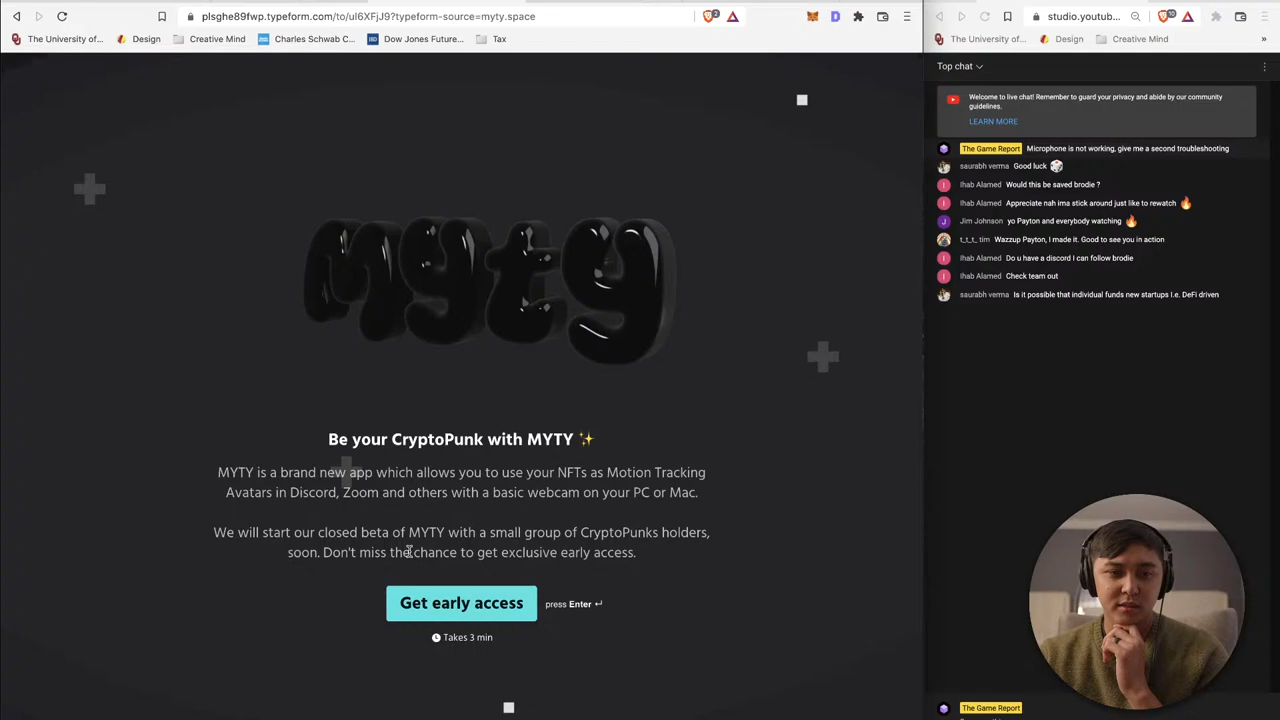 plsghe89fwp.typeform.com/to/uI6XFjJ9?typeform-source=myty.space
2
The University of...
Design
Creative Mind
Charles Schwab C...
Dow Jones Future...
Tax
Myty
Be your CryptoPunk with MYTY ✨
MYTY is a brand new app which allows you to use your NFTs as Motion Tracking
Avatars in Discord, Zoom and others with a basic webcam on your PC or Mac.
We will start our closed beta of MYTY with a small group of CryptoPunks holders,
soon. Don't miss the chance to get exclusive early access.
Get early access
press Enter ↵
Takes 3 min
studio.youtub...
10
The University of...
Design
Creative Mind
»
Top chat
Welcome to live chat! Remember to guard your privacy and abide by our community
guidelines.
LEARN MORE
The Game Report Microphone is not working, give me a second troubleshooting
saurabh verma Good luck 🎲
I Ihab Alamed Would this be saved brodie ?
I Ihab Alamed Appreciate nah ima stick around just like to rewatch 🔥
J Jim Johnson yo Payton and everybody watching 🔥
t_t_t_ tim Wazzup Payton, I made it. Good to see you in action
I Ihab Alamed Do u have a discord I can follow brodie
I Ihab Alamed Check team out
saurabh verma Is it possible that individual funds new startups I.e. DeFi driven
The Game Report